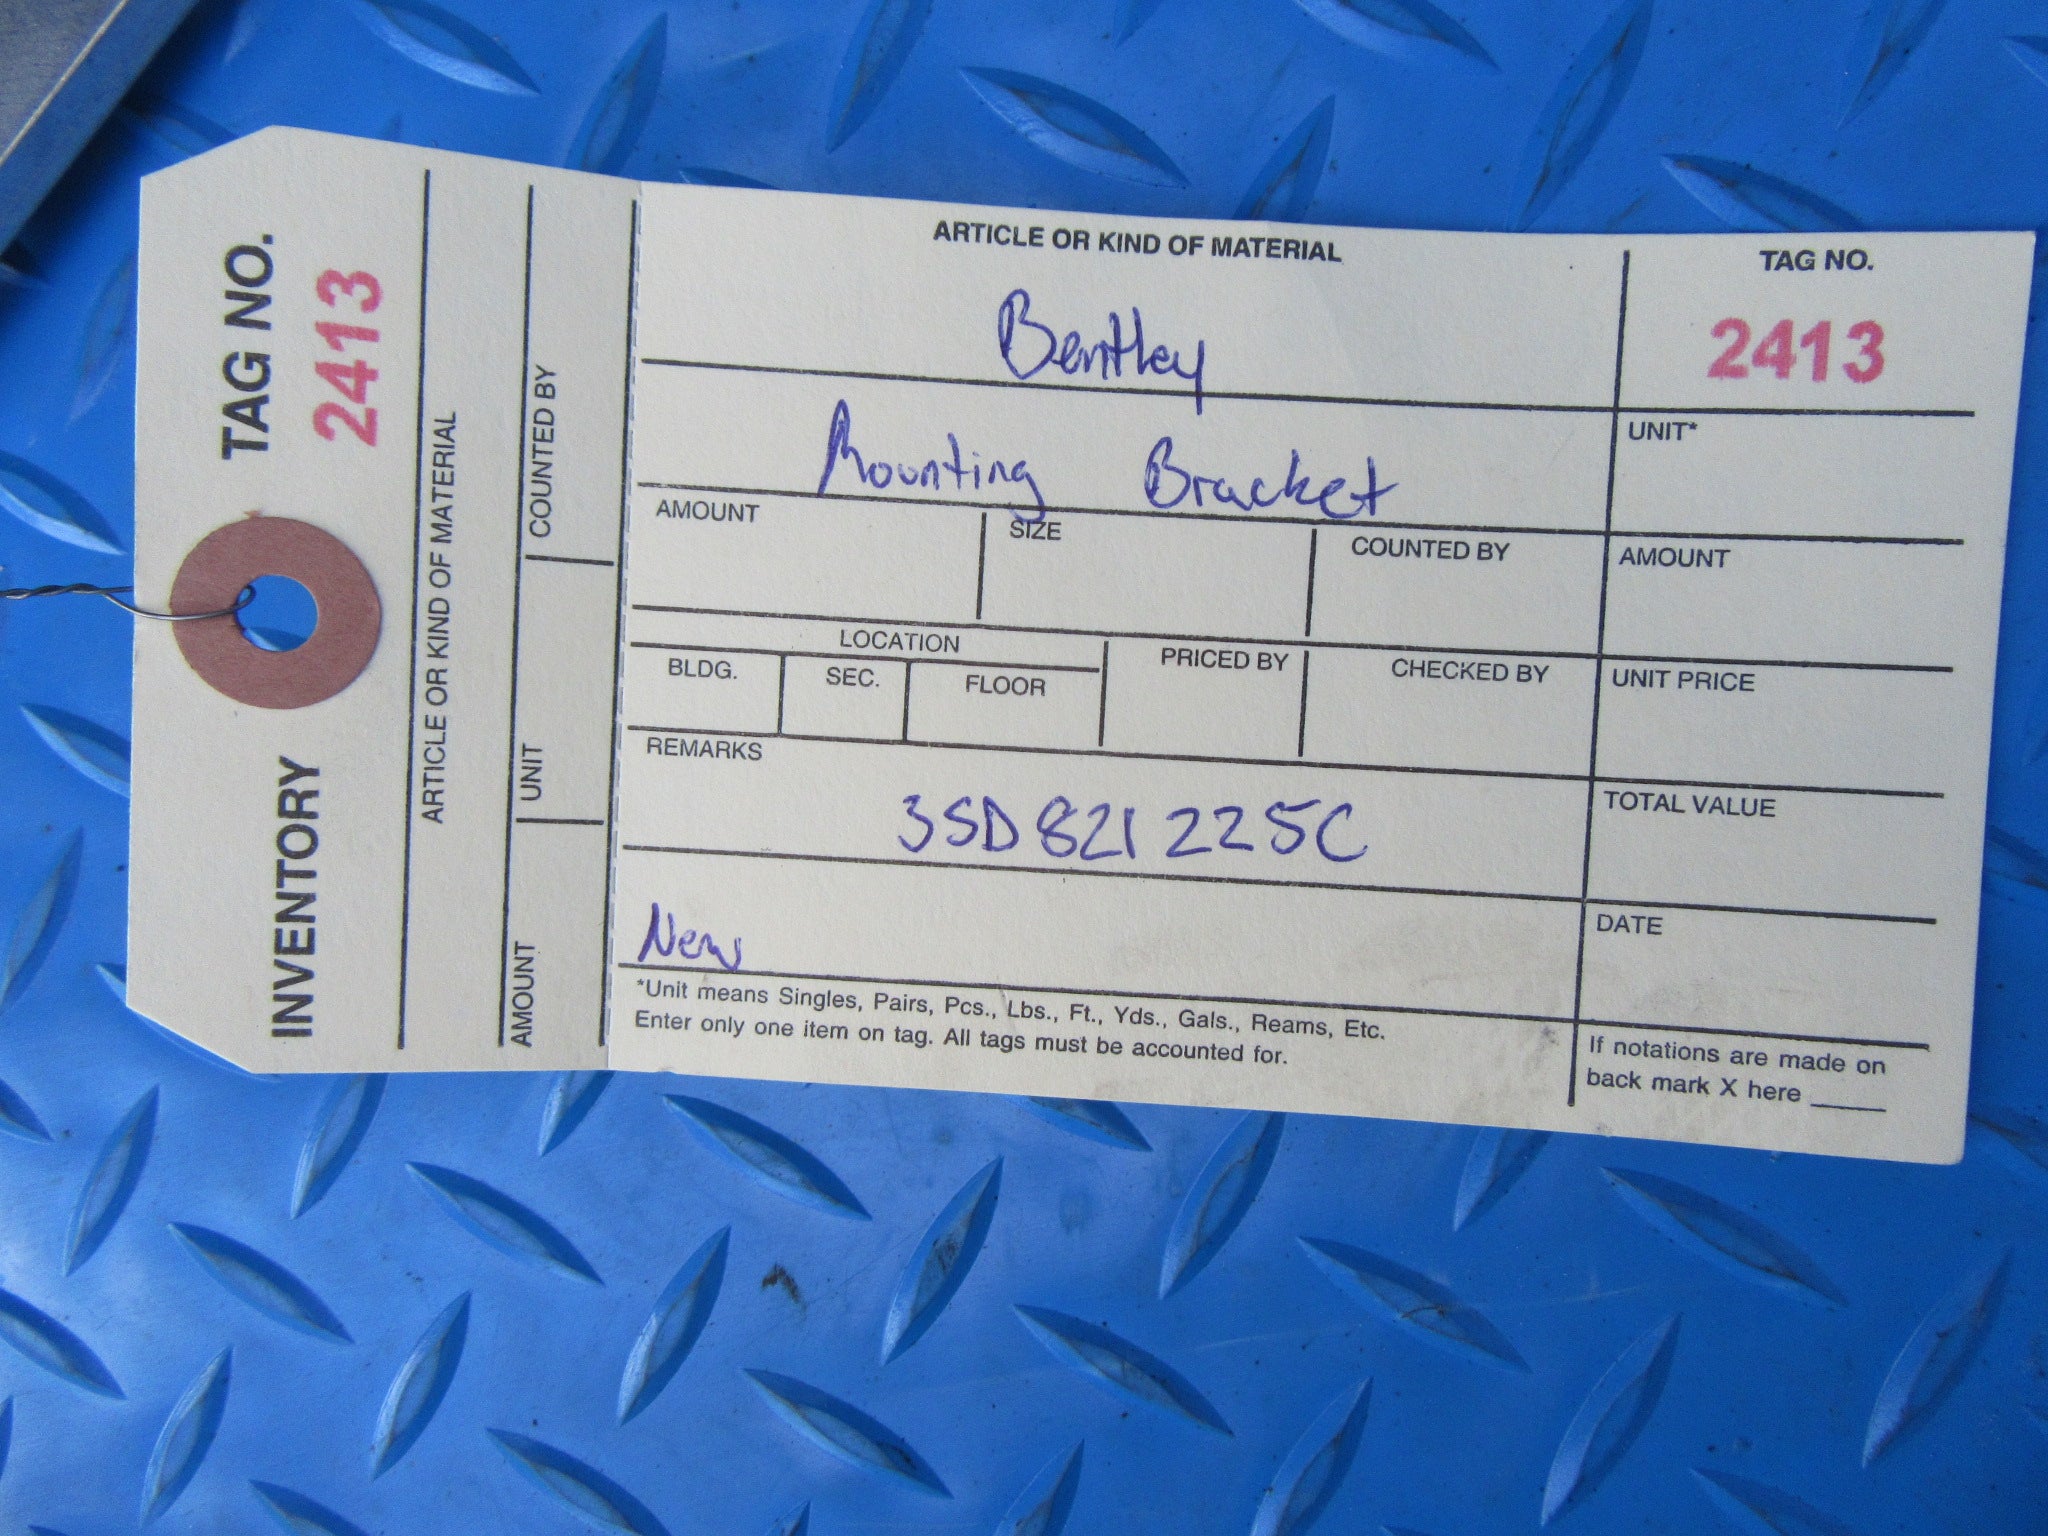 INVENTORY TAG NO.
2413
ARTICLE OR KIND OF MATERIAL
AMOUNT UNIT COUNTED BY
ARTICLE OR KIND OF MATERIAL
Bentley
Mounting Bracket
TAG NO.
2413
UNIT*
AMOUNT SIZE COUNTED BY AMOUNT
LOCATION
BLDG. SEC. FLOOR PRICED BY CHECKED BY UNIT PRICE
REMARKS
3SD 821 225C
TOTAL VALUE
New
DATE
*Unit means Singles, Pairs, Pcs., Lbs., Ft., Yds., Gals., Reams, Etc.
Enter only one item on tag. All tags must be accounted for.
If notations are made on
back mark X here _____